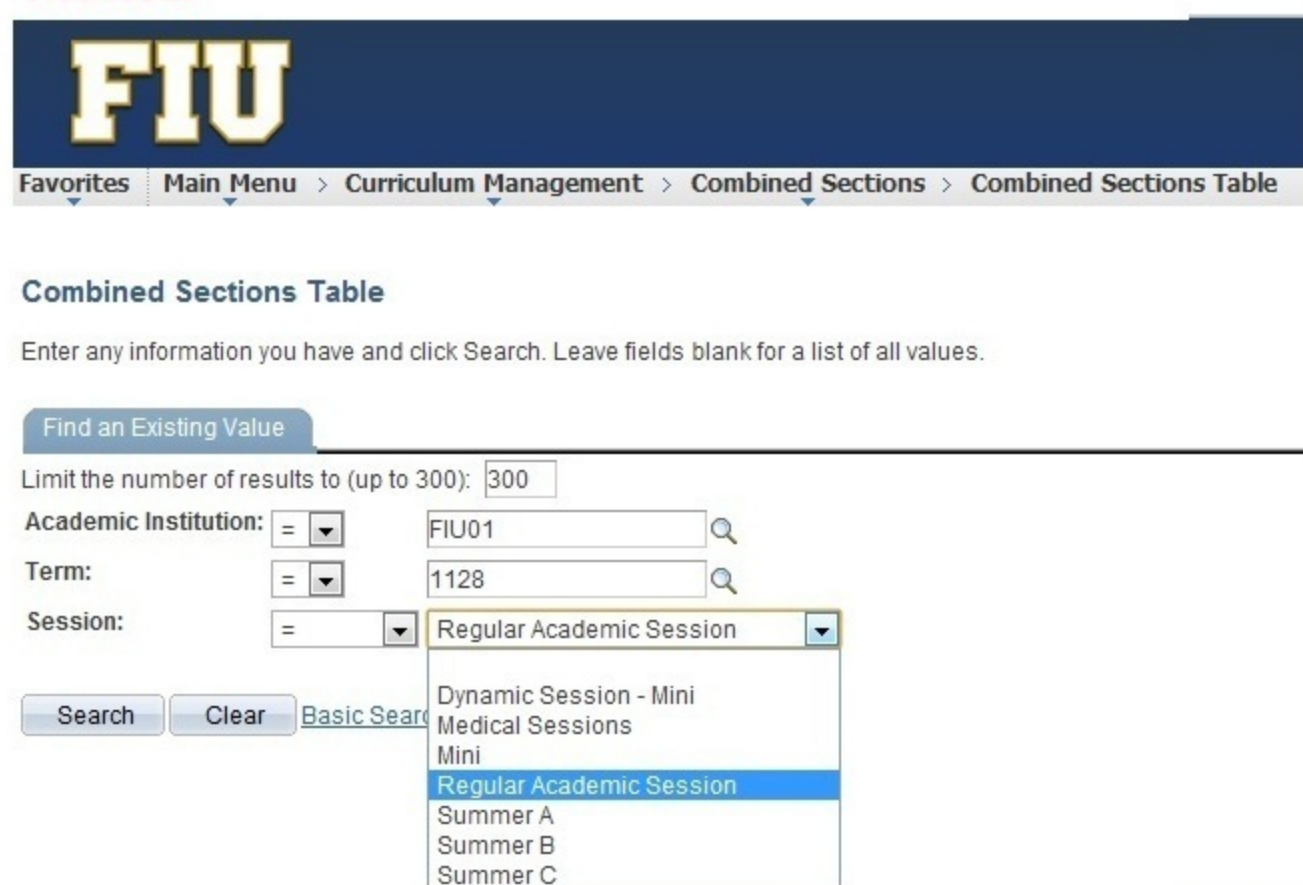 FIU
Favorites Main Menu > Curriculum Management > Combined Sections > Combined Sections Table
Combined Sections Table
Enter any information you have and click Search. Leave fields blank for a list of all values.
Find an Existing Value
Limit the number of results to (up to 300): 300
Academic Institution: = FIU01
Term: = 1128
Session: = Regular Academic Session
Dynamic Session - Mini
Search Clear Basic
Medical Sessions
Mini
Regular Academic Session
Summer A
Summer B
Summer C